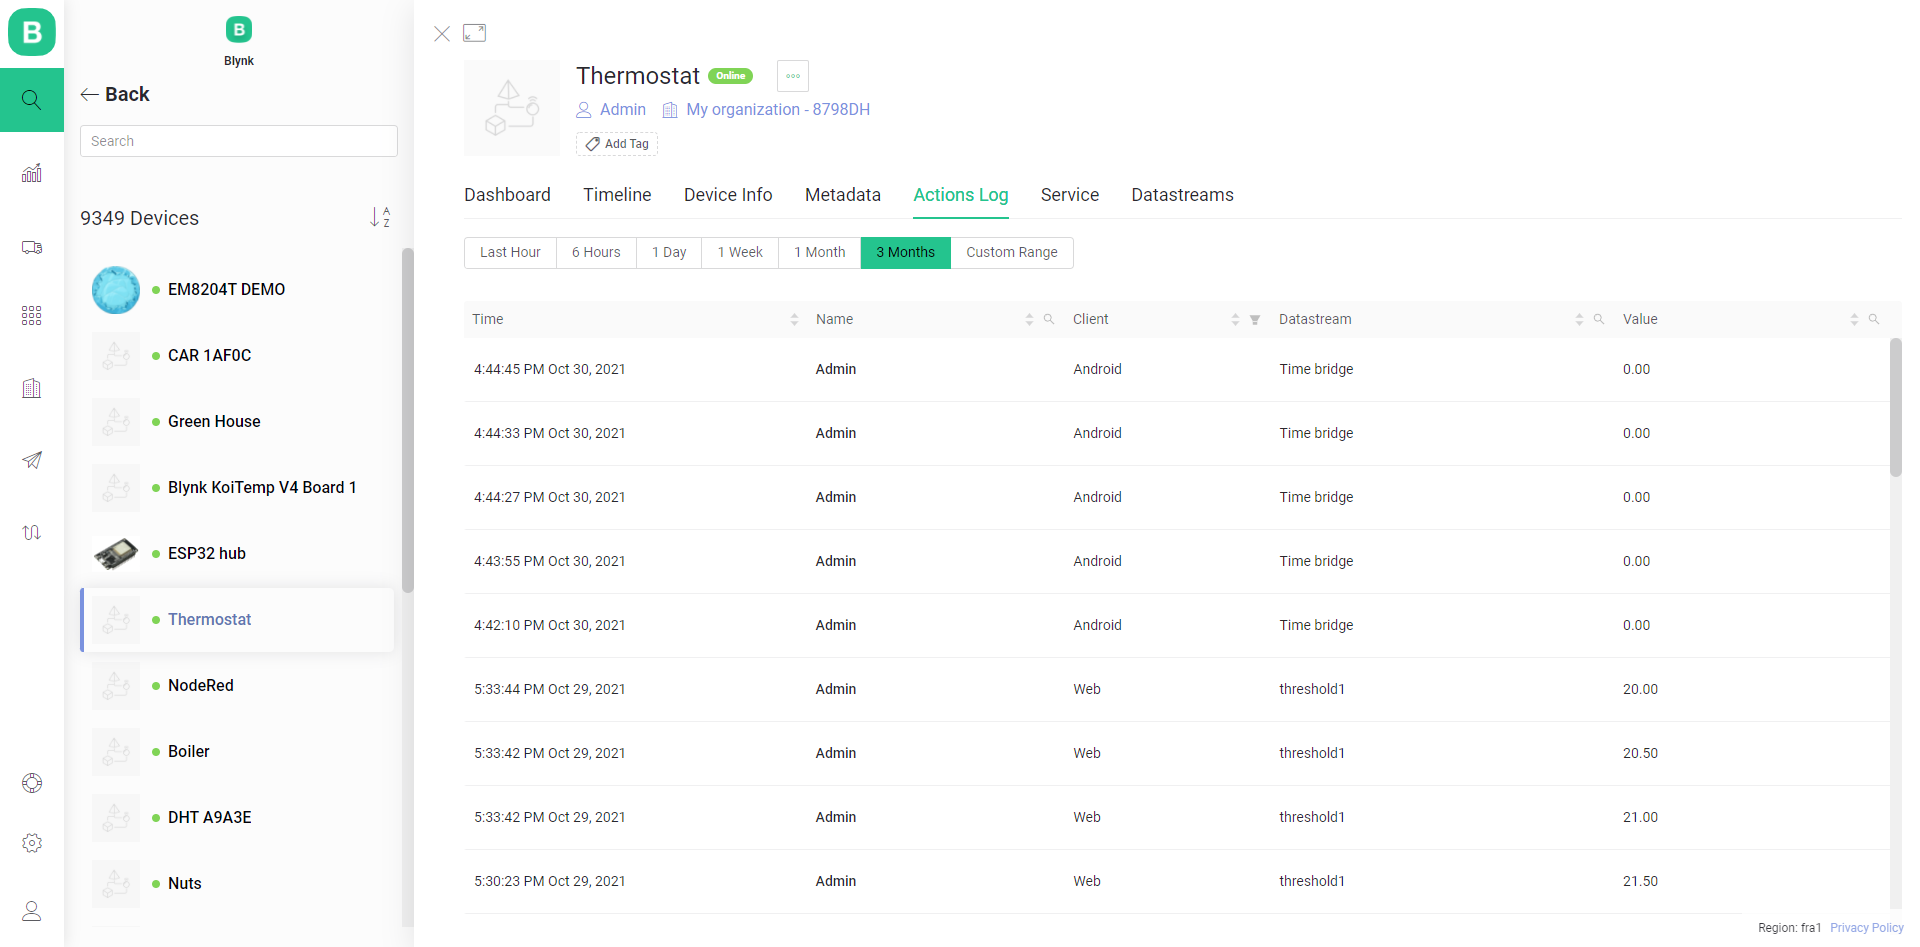 B
B
Blynk
Back
Search
9349 Devices
A
Z
EM8204T DEMO
CAR 1AF0C
Green House
Blynk KoiTemp V4 Board 1
ESP32 hub
Thermostat
NodeRed
Boiler
DHT A9A3E
Nuts
Thermostat Online
Admin My organization - 8798DH
Add Tag
Dashboard Timeline Device Info Metadata Actions Log Service Datastreams
Last Hour 6 Hours 1 Day 1 Week 1 Month 3 Months Custom Range
Time Name Client Datastream Value
4:44:45 PM Oct 30, 2021 Admin Android Time bridge 0.00
4:44:33 PM Oct 30, 2021 Admin Android Time bridge 0.00
4:44:27 PM Oct 30, 2021 Admin Android Time bridge 0.00
4:43:55 PM Oct 30, 2021 Admin Android Time bridge 0.00
4:42:10 PM Oct 30, 2021 Admin Android Time bridge 0.00
5:33:44 PM Oct 29, 2021 Admin Web threshold1 20.00
5:33:42 PM Oct 29, 2021 Admin Web threshold1 20.50
5:33:42 PM Oct 29, 2021 Admin Web threshold1 21.00
5:30:23 PM Oct 29, 2021 Admin Web threshold1 21.50
Region: fra1 Privacy Policy